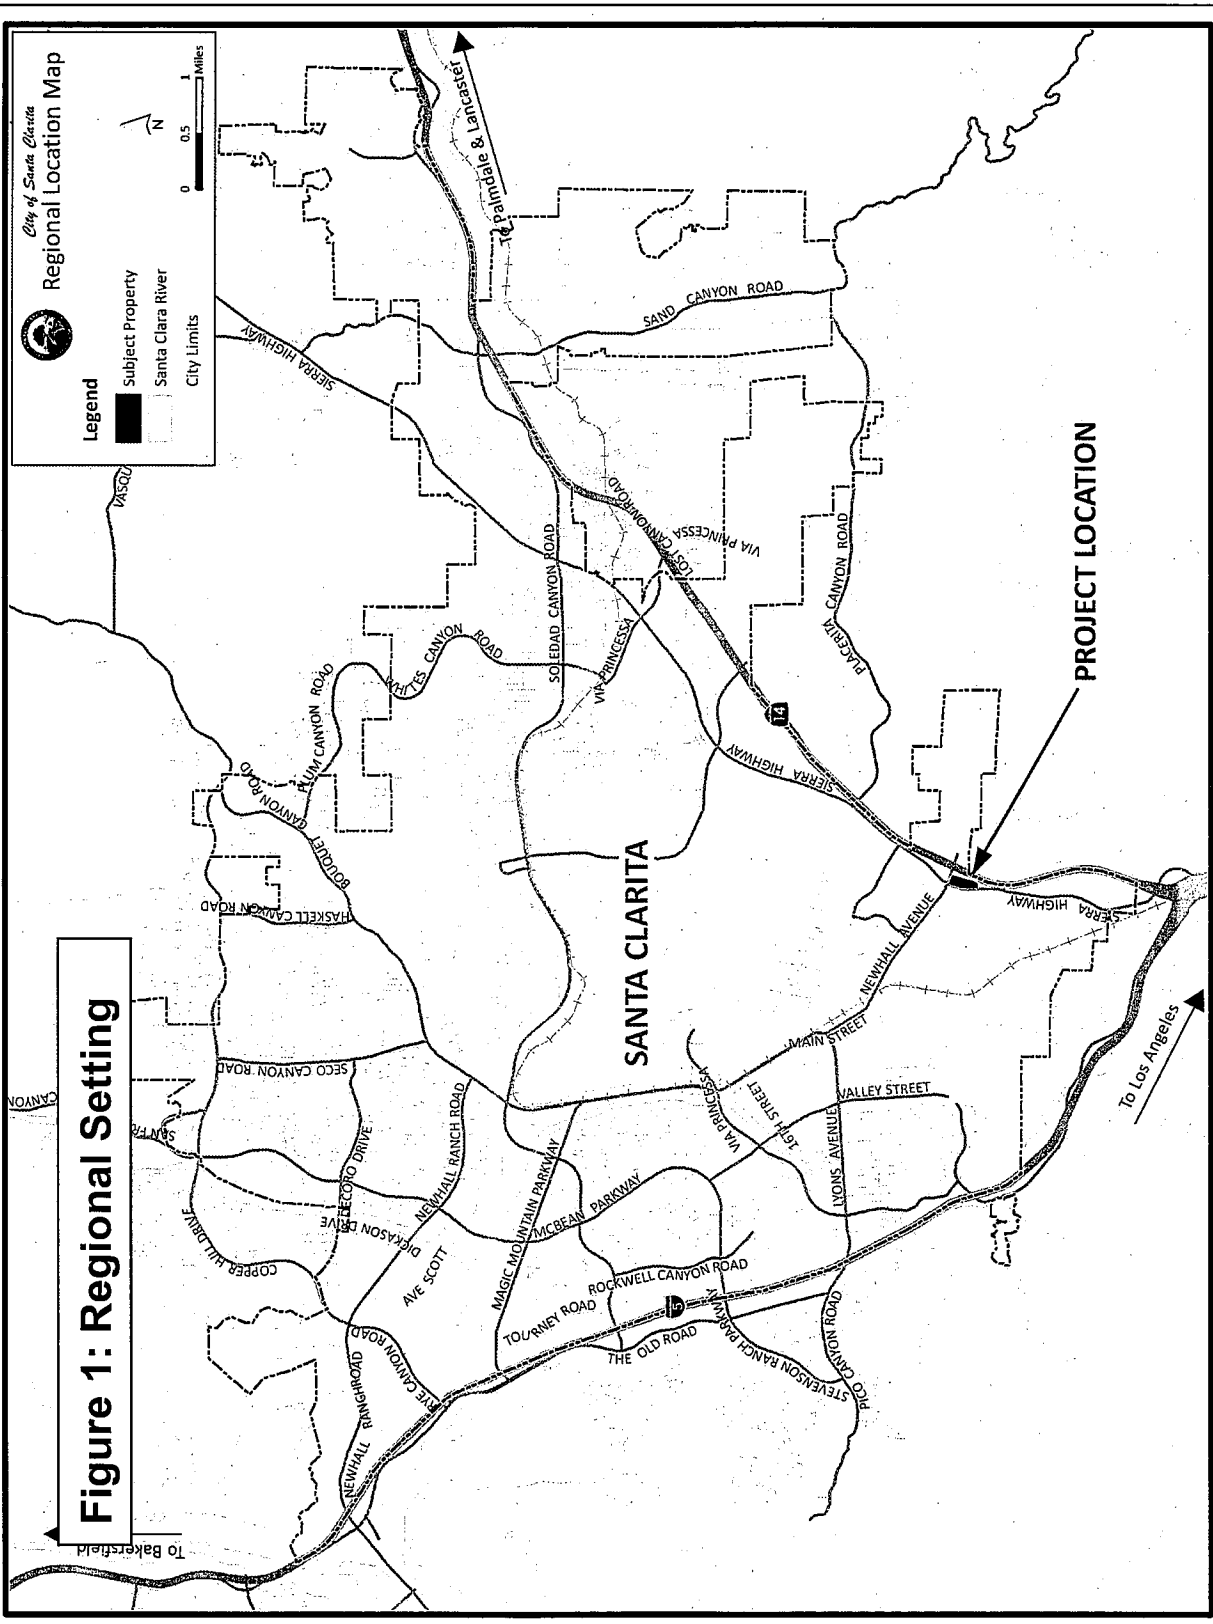 Figure 1: Regional Setting
City of Santa Clarita
Regional Location Map
N
0
0.5
1
Miles
Legend
Subject Property
Santa Clara River
City Limits
To Bakersfield
To Palmdale & Lancaster
To Los Angeles
SANTA CLARITA
PROJECT LOCATION
CANYON
SAN FR
VASQU
COPPER HILL DRIVE
SECO CANYON ROAD
HASKELL CANYON ROAD
BOUQUET CANYON ROAD
PLUM CANYON ROAD
WHITES CANYON ROAD
SIERRA HIGHWAY
DECORO DRIVE
DICKASON DRIVE
NEWHALL RANCH ROAD
NEWHALL RANCH ROAD
RYE CANYON ROAD
AVE SCOTT
MAGIC MOUNTAIN PARKWAY
MCBEAN PARKWAY
TOURNEY ROAD
ROCKWELL CANYON ROAD
THE OLD ROAD
5
STEVENSON RANCH PARKWAY
PICO CANYON ROAD
LYONS AVENUE
VALLEY STREET
16TH STREET
VIA PRINCESSA
MAIN STREET
NEWHALL AVENUE
SIERRA HIGHWAY
SIERRA HIGHWAY
14
SOLEDAD CANYON ROAD
VIA PRINCESSA
LOST CANYON ROAD
VIA PRINCESSA
SAND CANYON ROAD
PLACERITA CANYON ROAD